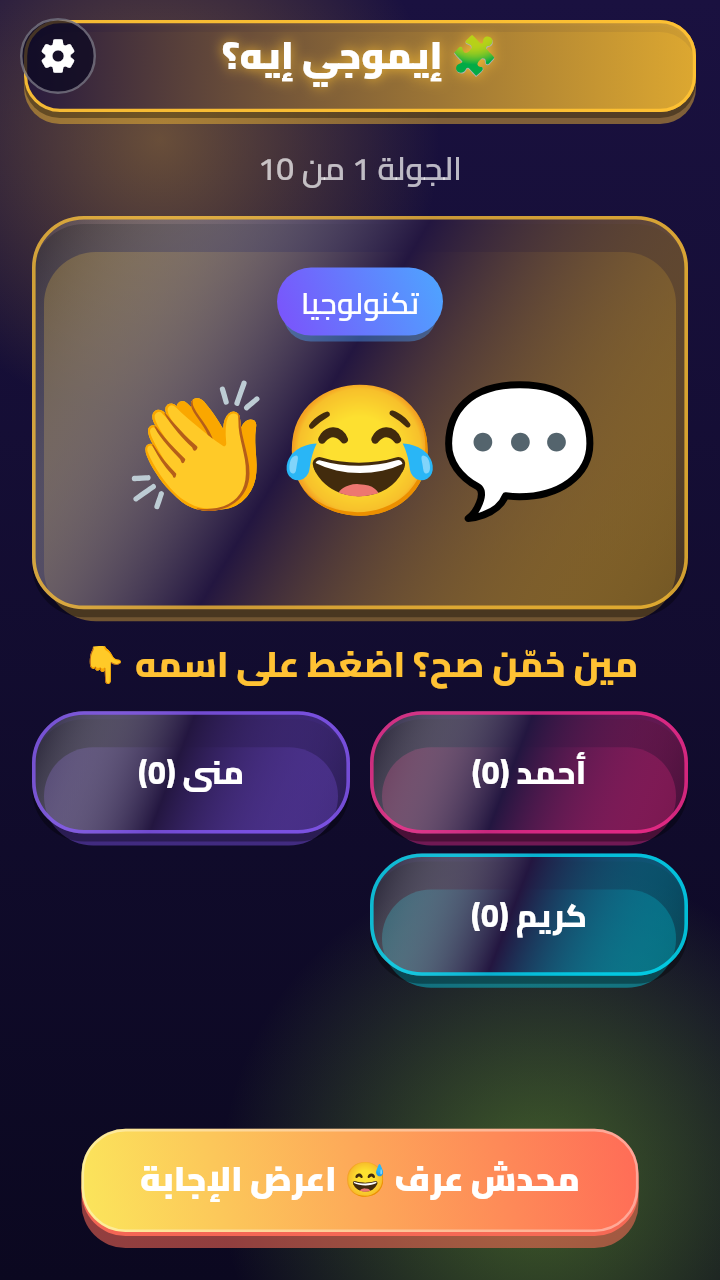 🧩 إيموجي إيه؟
الجولة 1 من 10
تكنولوجيا
💬😂👏
مين خمّن صح؟ اضغط على اسمه 👇
أحمد (0)
منى (0)
كريم (0)
محدش عرف 😅 اعرض الإجابة